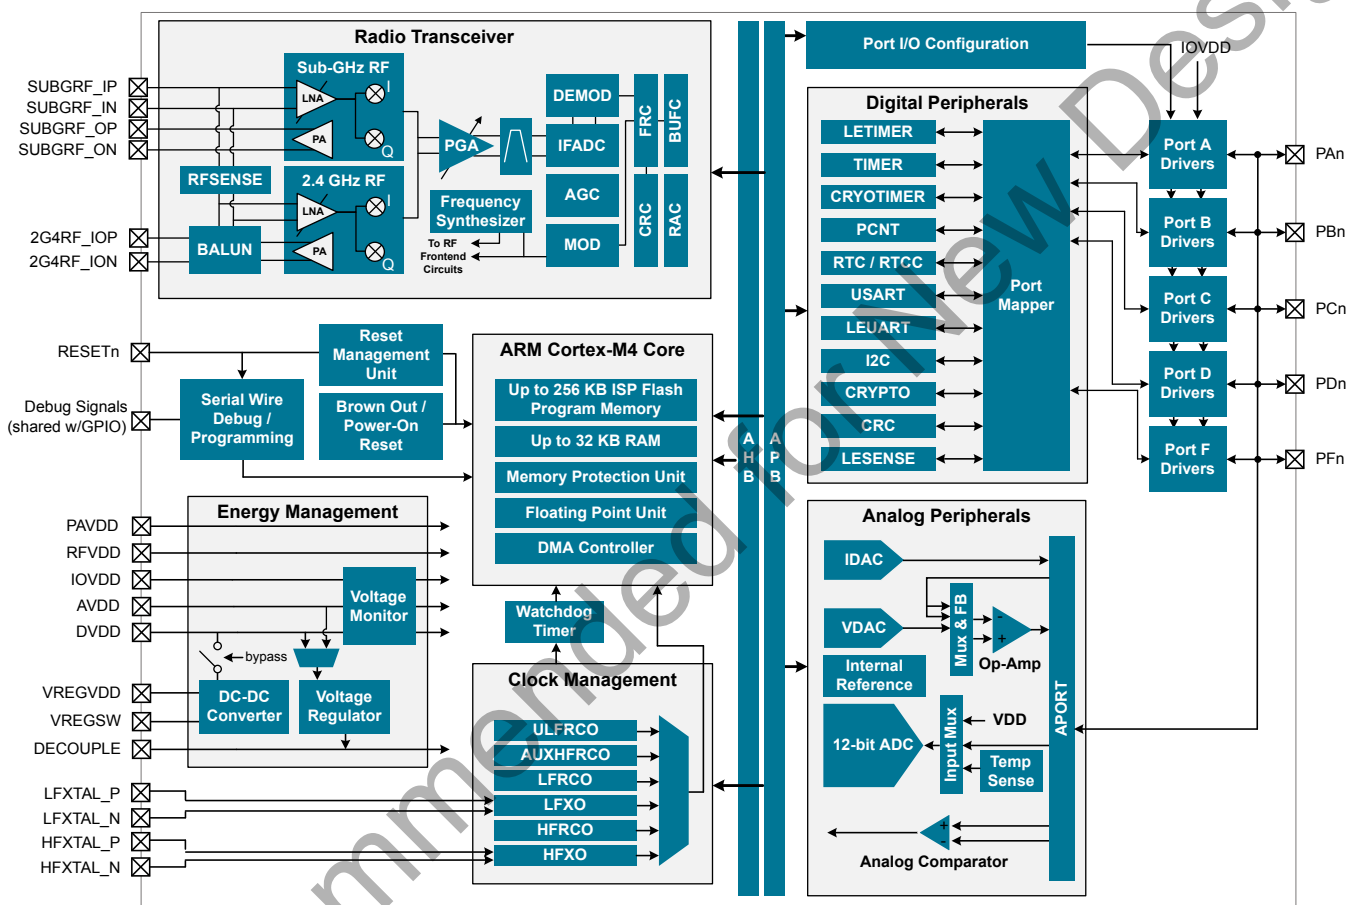 Radio Transceiver
SUBGRF_IP
SUBGRF_IN
SUBGRF_OP
SUBGRF_ON
2G4RF_IOP
2G4RF_ION
Sub-GHz RF
LNA
I
PA
Q
RFSENSE
2.4 GHz RF
LNA
I
PA
Q
BALUN
PGA
Frequency
Synthesizer
To RF
Frontend
Circuits
DEMOD
IFADC
AGC
MOD
FRC
BUFC
CRC
RAC
RESETn
Debug Signals
(shared w/GPIO)
Reset
Management
Unit
Serial Wire
Debug /
Programming
Brown Out /
Power-On
Reset
ARM Cortex-M4 Core
Up to 256 KB ISP Flash
Program Memory
Up to 32 KB RAM
Memory Protection Unit
Floating Point Unit
DMA Controller
Watchdog
Timer
Energy Management
PAVDD
RFVDD
IOVDD
AVDD
DVDD
VREGVDD
VREGSW
DECOUPLE
Voltage
Monitor
bypass
DC-DC
Converter
Voltage
Regulator
Clock Management
LFXTAL_P
LFXTAL_N
HFXTAL_P
HFXTAL_N
ULFRCO
AUXHFRCO
LFRCO
LFXO
HFRCO
HFXO
AHB
APB
Port I/O Configuration
IOVDD
Digital Peripherals
LETIMER
TIMER
CRYOTIMER
PCNT
RTC / RTCC
USART
LEUART
I2C
CRYPTO
CRC
LESENSE
Port
Mapper
Port A
Drivers
Port B
Drivers
Port C
Drivers
Port D
Drivers
Port F
Drivers
PAn
PBn
PCn
PDn
PFn
Analog Peripherals
IDAC
VDAC
Mux & FB
-
+
Op-Amp
Internal
Reference
12-bit ADC
Input Mux
VDD
Temp
Sense
APORT
+
-
Analog Comparator
mmended for New Desi